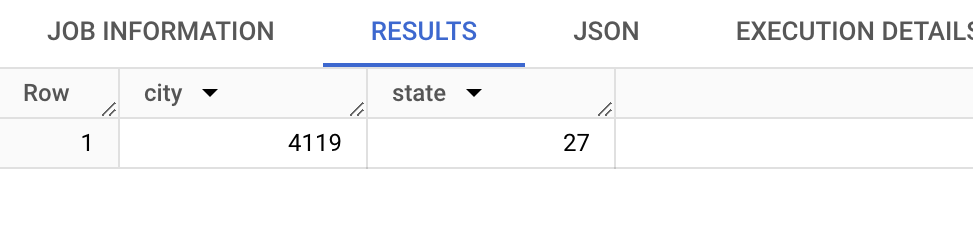 JOB INFORMATION RESULTS JSON EXECUTION DETAILS
Row city state
1 4119 27